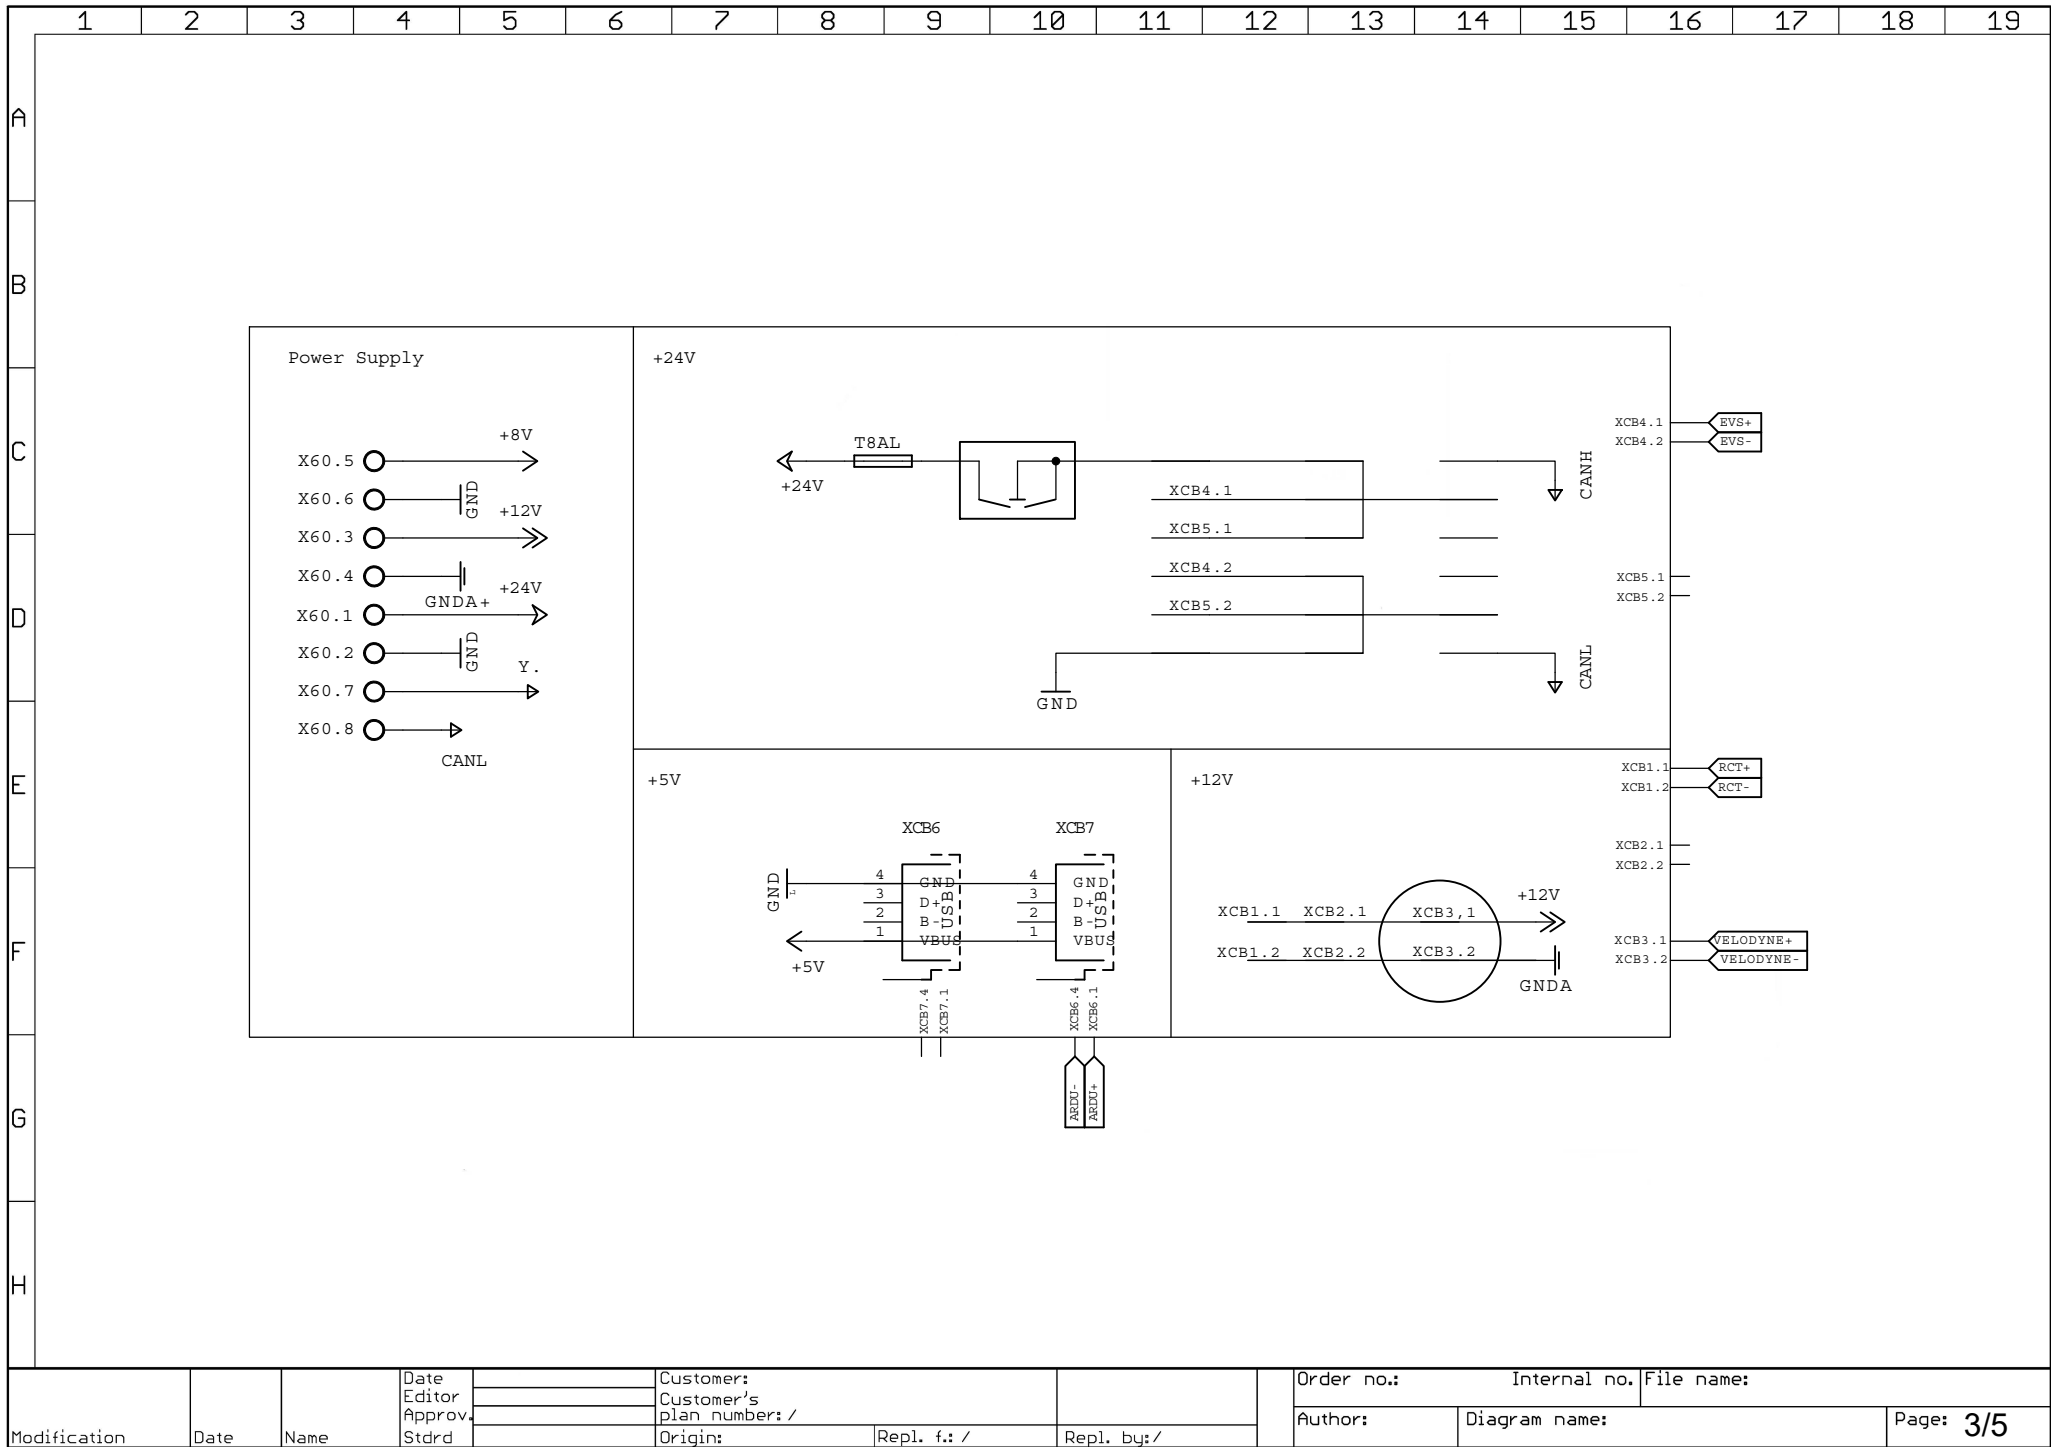 1 2 3 4 5 6 7 8 9 10 11 12 13 14 15 16 17 18 19
A
B
C
D
E
F
G
H
Power Supply
X60.5
+8V
X60.6
GND
X60.3
+12V
X60.4
GNDA+
X60.1
+24V
X60.2
GND
X60.7
Y.
X60.8
CANL
+24V
+24V
T8AL
XCB4.1
XCB5.1
XCB4.2
XCB5.2
GND
CANH
CANL
XCB4.1 EVS+
XCB4.2 EVS-
XCB5.1
XCB5.2
+5V
XCB6
XCB7
GND
L
+5V
4 GND
3 D+
2 B-
1 VBUS
USB
4 GND
3 D+
2 B-
1 VBUS
USB
XCB7.4
XCB7.1
XCB6.4
XCB6.1
ARDU-
ARDU+
+12V
XCB1.1 XCB2.1 XCB3,1 +12V
XCB1.2 XCB2.2 XCB3.2
GNDA
XCB1.1 RCT+
XCB1.2 RCT-
XCB2.1
XCB2.2
XCB3.1 VELODYNE+
XCB3.2 VELODYNE-
Modification
Date
Name
Date
Editor
Approv.
Stdrd
Customer:
Customer's
plan number: /
Origin:
Repl. f.: /
Repl. by: /
Order no.:
Internal no.
File name:
Author:
Diagram name:
Page: 3/5